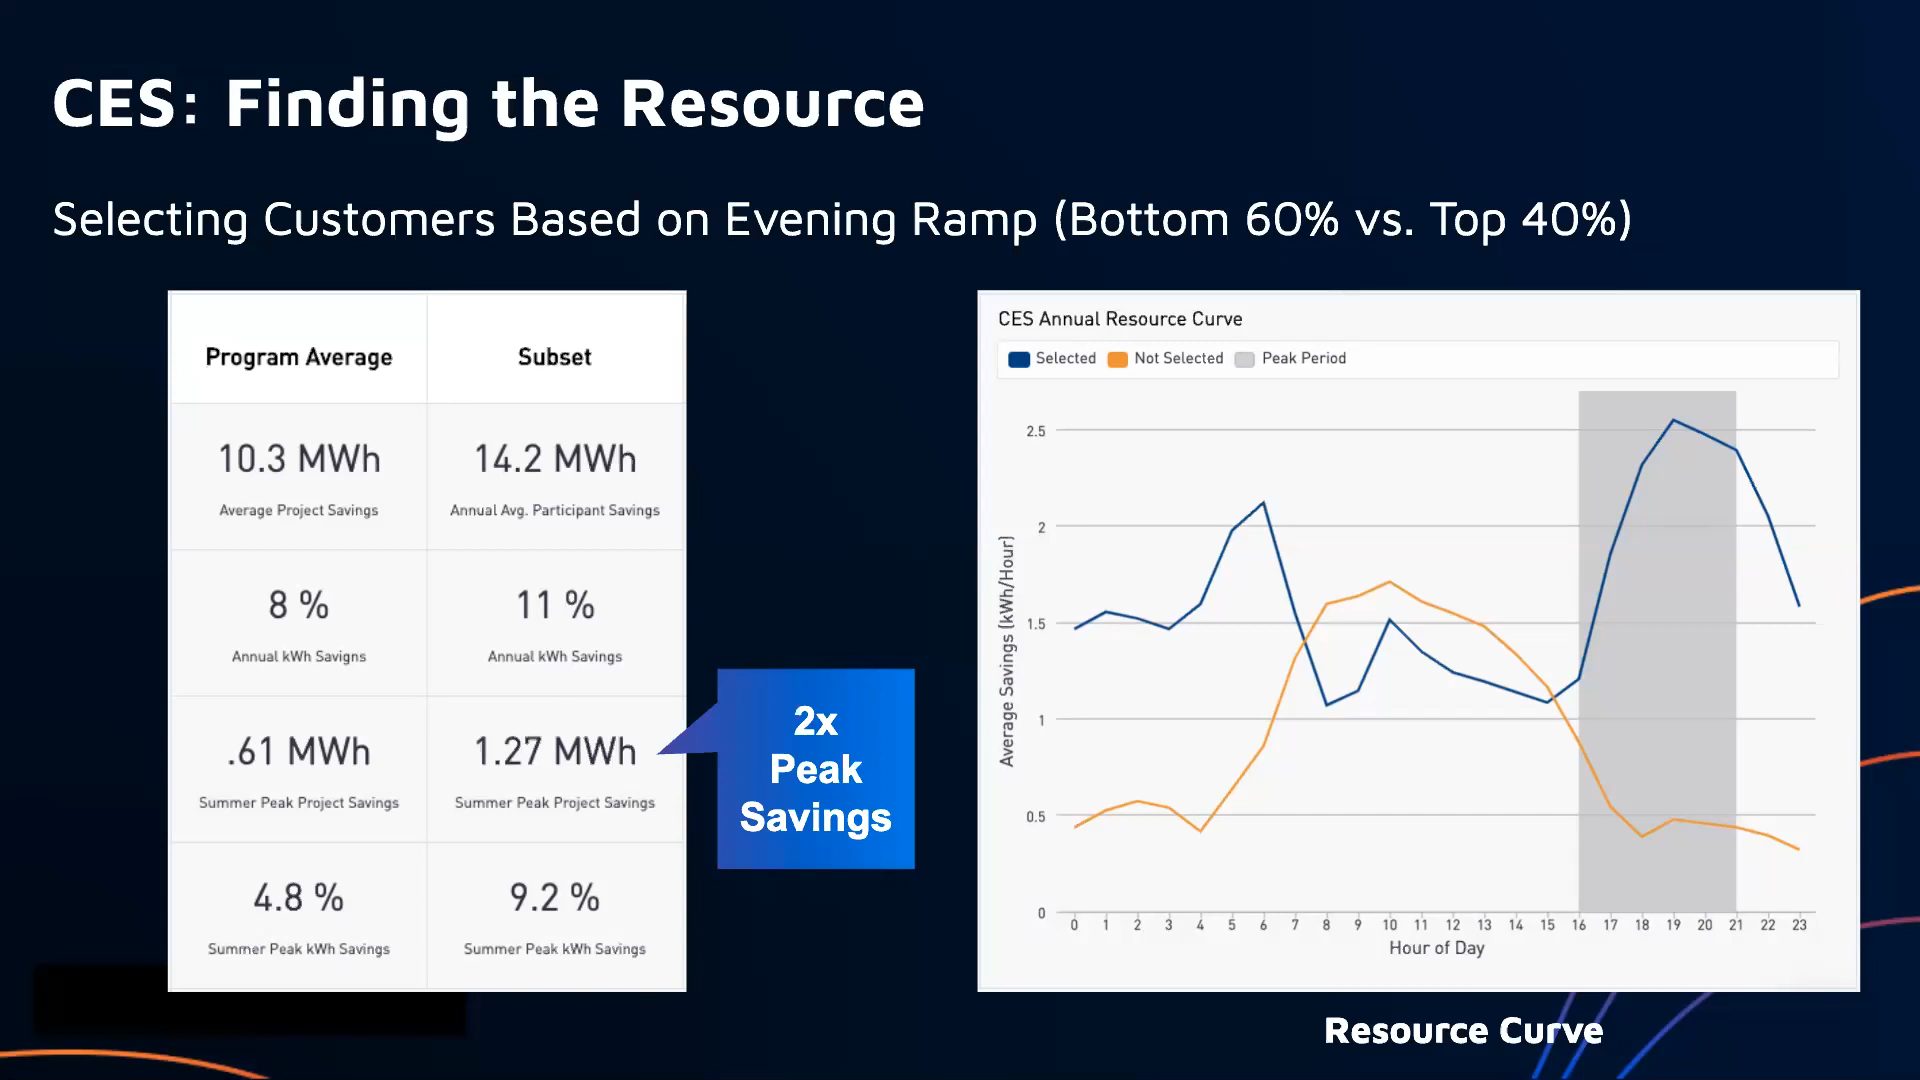 CES: Finding the Resource
Selecting Customers Based on Evening Ramp (Bottom 60% vs. Top 40%)
Program Average
Subset
10.3 MWh
Average Project Savings
14.2 MWh
Annual Avg. Participant Savings
8 %
Annual kWh Savigns
11 %
Annual kWh Savings
.61 MWh
Summer Peak Project Savings
1.27 MWh
Summer Peak Project Savings
4.8 %
Summer Peak kWh Savings
9.2 %
Summer Peak kWh Savings
2x
Peak
Savings
CES Annual Resource Curve
Selected
Not Selected
Peak Period
Average Savings (kWh/Hour)
2.5
2
1.5
1
0.5
0
0 1 2 3 4 5 6 7 8 9 10 11 12 13 14 15 16 17 18 19 20 21 22 23
Hour of Day
Resource Curve